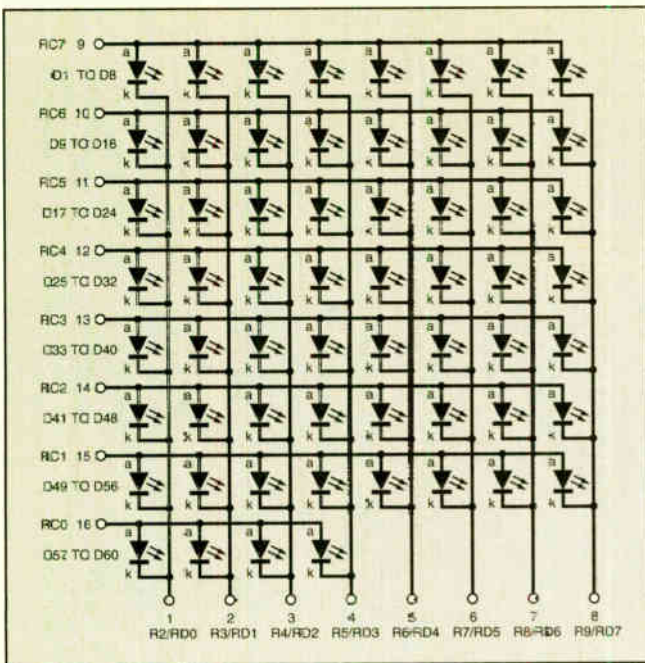 RC7 9
a a a a a a a a
D1 TO D8
k k k k k k k k
RC6 10
a a a a a a a a
D9 TO D16
k k k k k k k k
RC5 11
a a a a a a a a
D17 TO D24
k k k k k k k k
RC4 12
a a a a a a a a
D25 TO D32
k k k k k k k k
RC3 13
a a a a a a a a
D33 TO D40
k k k k k k k k
RC2 14
a a a a a a a a
D41 TO D48
k k k k k k k k
RC1 15
a a a a a a a a
D49 TO D56
k k k k k k k k
RC0 16
a a a a
D57 TO D60
k k k k
1 2 3 4 5 6 7 8
R2/RD0 R3/RD1 R4/RD2 R5/RD3 R6/RD4 R7/RD5 R8/RD6 R9/RD7